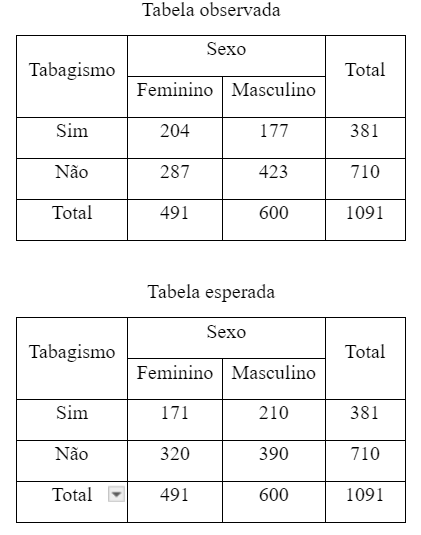 Tabela observada
Tabagismo Sexo Total
Feminino Masculino
Sim 204 177 381
Não 287 423 710
Total 491 600 1091
Tabela esperada
Tabagismo Sexo Total
Feminino Masculino
Sim 171 210 381
Não 320 390 710
Total 491 600 1091